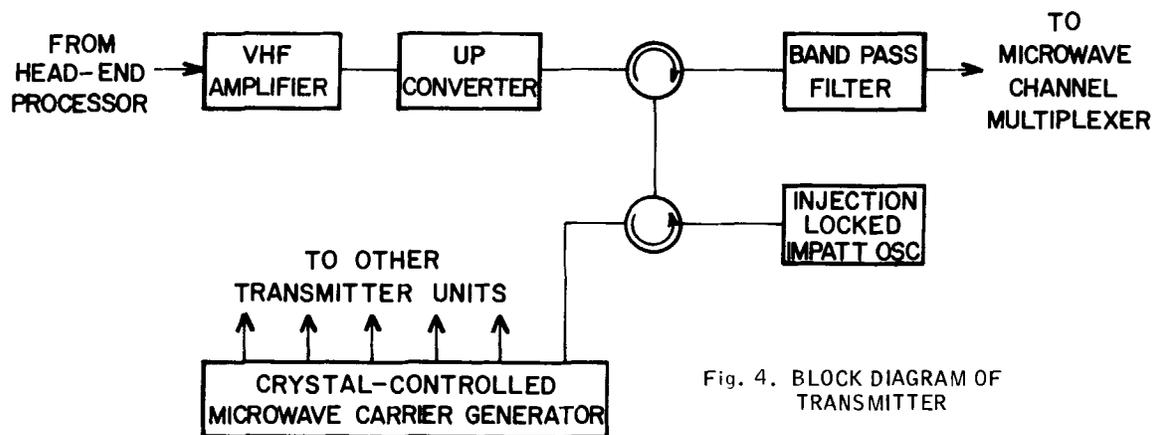 FROM
HEAD-END
PROCESSOR
VHF
AMPLIFIER
UP
CONVERTER
BAND PASS
FILTER
TO
MICROWAVE
CHANNEL
MULTIPLEXER
INJECTION
LOCKED
IMPATT OSC
TO OTHER
TRANSMITTER UNITS
CRYSTAL-CONTROLLED
MICROWAVE CARRIER GENERATOR
Fig. 4. BLOCK DIAGRAM OF
TRANSMITTER